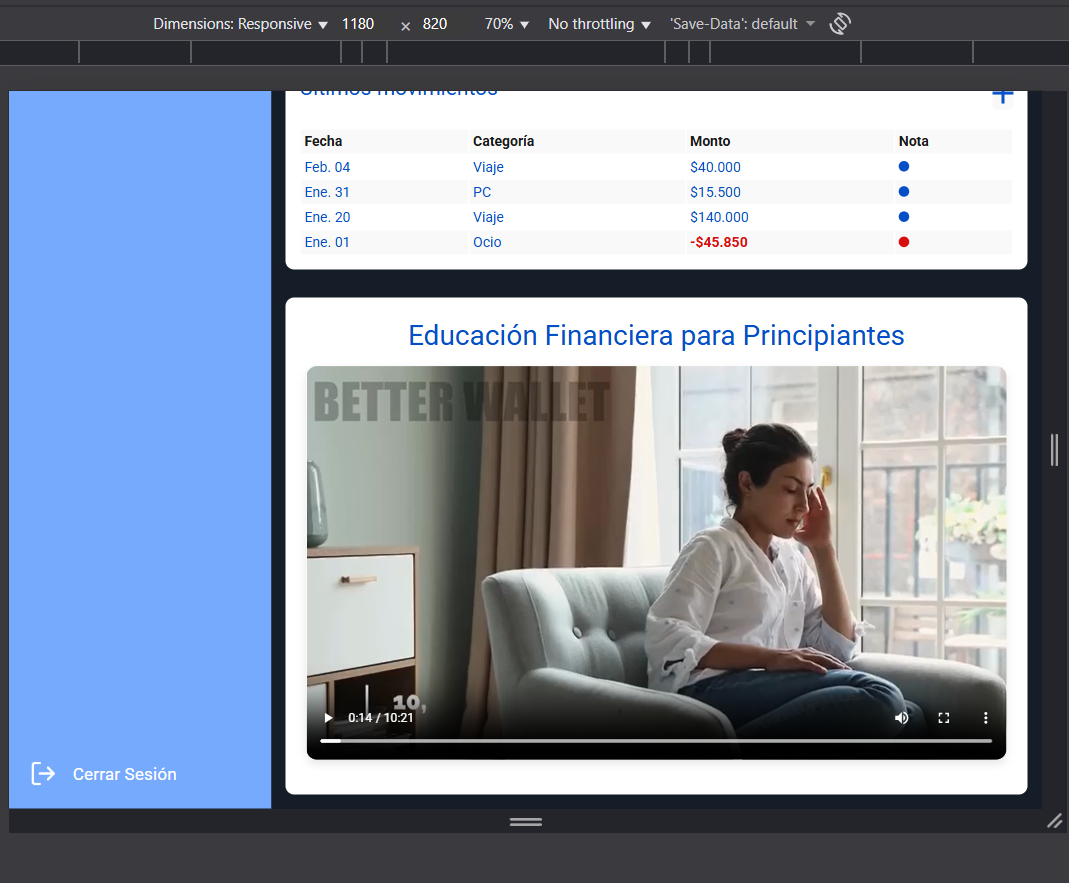 Dimensions: Responsive 1180 × 820 70% No throttling 'Save-Data': default
Últimos movimientos
Fecha Categoría Monto Nota
Feb. 04 Viaje $40.000
Ene. 31 PC $15.500
Ene. 20 Viaje $140.000
Ene. 01 Ocio -$45.850
Educación Financiera para Principiantes
BETTER WALLET
10,
0:14 / 10:21
Cerrar Sesión